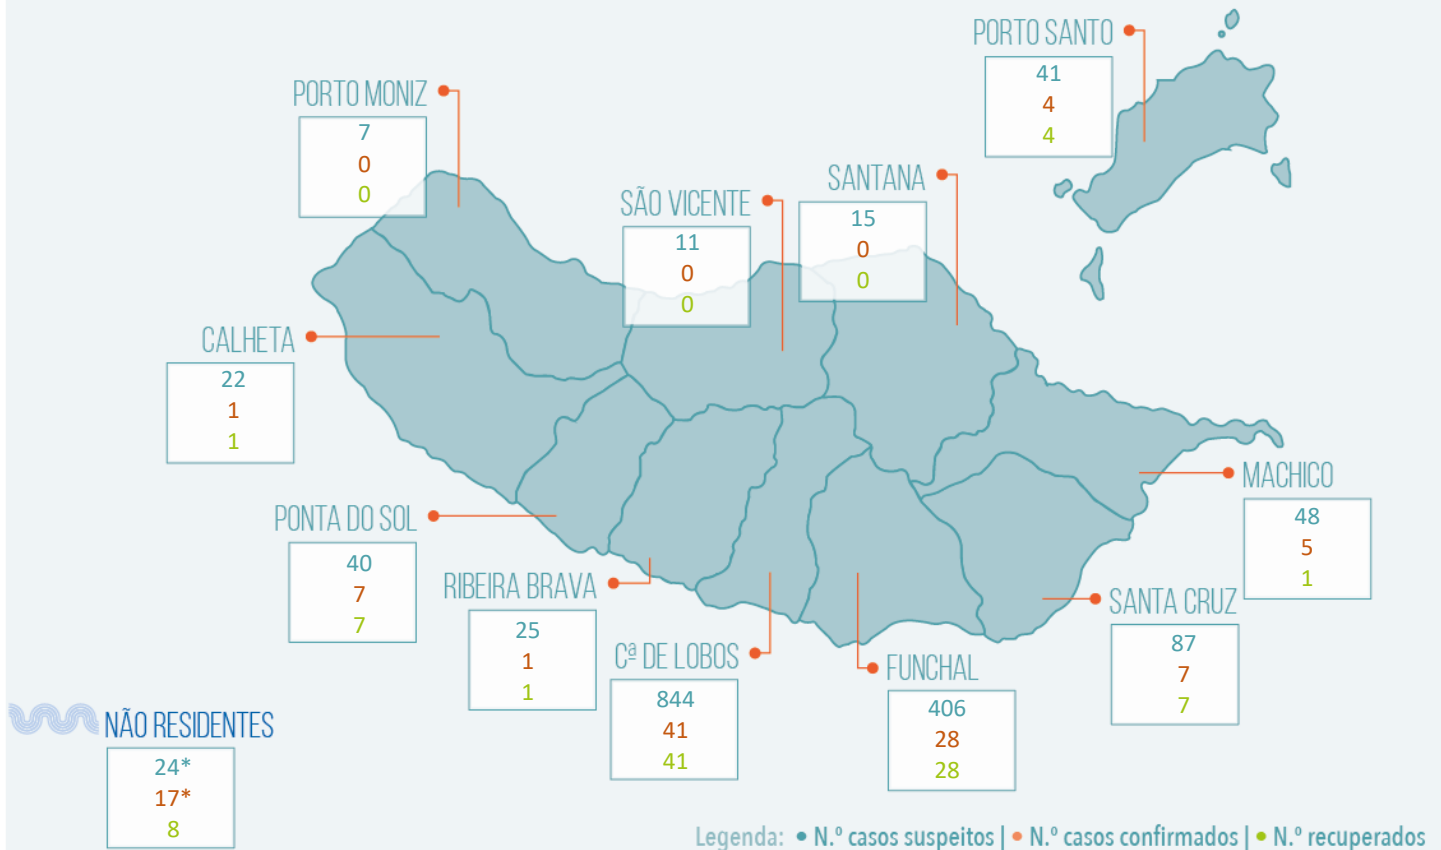 PORTO SANTO
41
4
4
PORTO MONIZ
7
0
0
SANTANA
15
0
0
SÃO VICENTE
11
0
0
CALHETA
22
1
1
MACHICO
48
5
1
PONTA DO SOL
40
7
7
RIBEIRA BRAVA
25
1
1
SANTA CRUZ
87
7
7
Cª DE LOBOS
844
41
41
FUNCHAL
406
28
28
NÃO RESIDENTES
24*
17*
8
Legenda: • N.º casos suspeitos | • N.º casos confirmados | • N.º recuperados